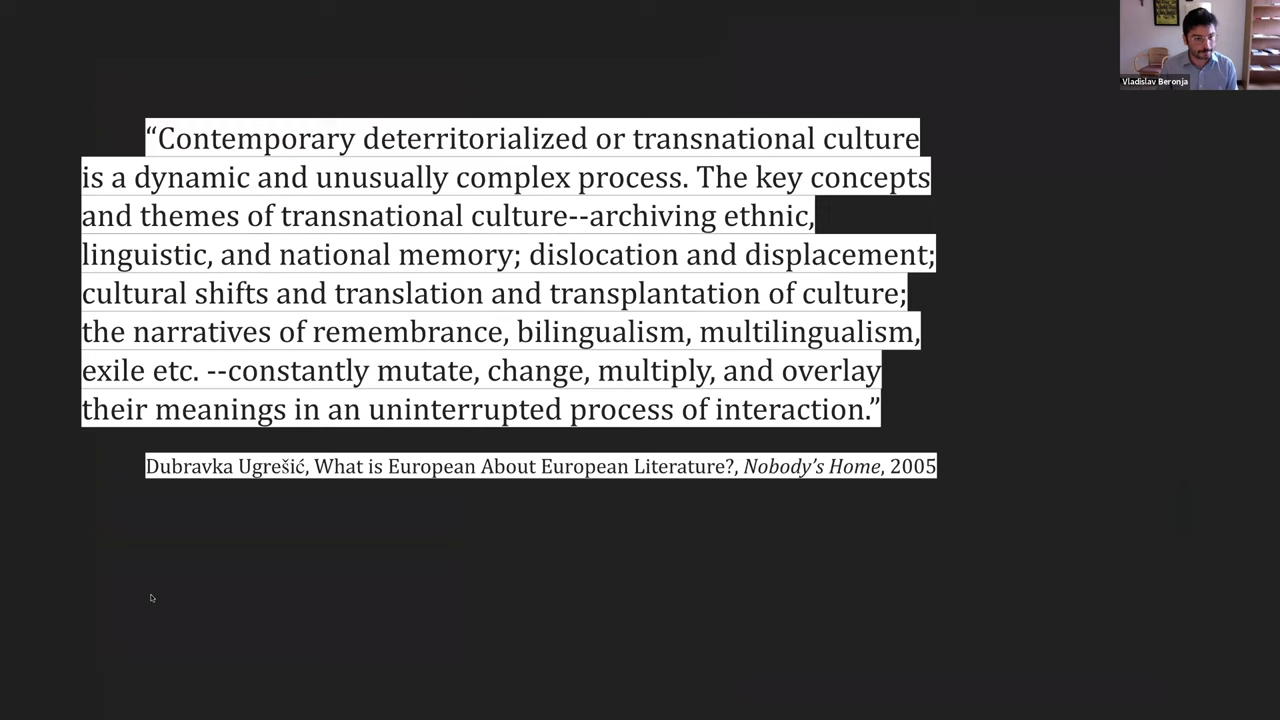 Vladislav Beronja
“Contemporary deterritorialized or transnational culture
is a dynamic and unusually complex process. The key concepts
and themes of transnational culture--archiving ethnic,
linguistic, and national memory; dislocation and displacement;
cultural shifts and translation and transplantation of culture;
the narratives of remembrance, bilingualism, multilingualism,
exile etc. --constantly mutate, change, multiply, and overlay
their meanings in an uninterrupted process of interaction.”
Dubravka Ugrešić, What is European About European Literature?, Nobody’s Home, 2005